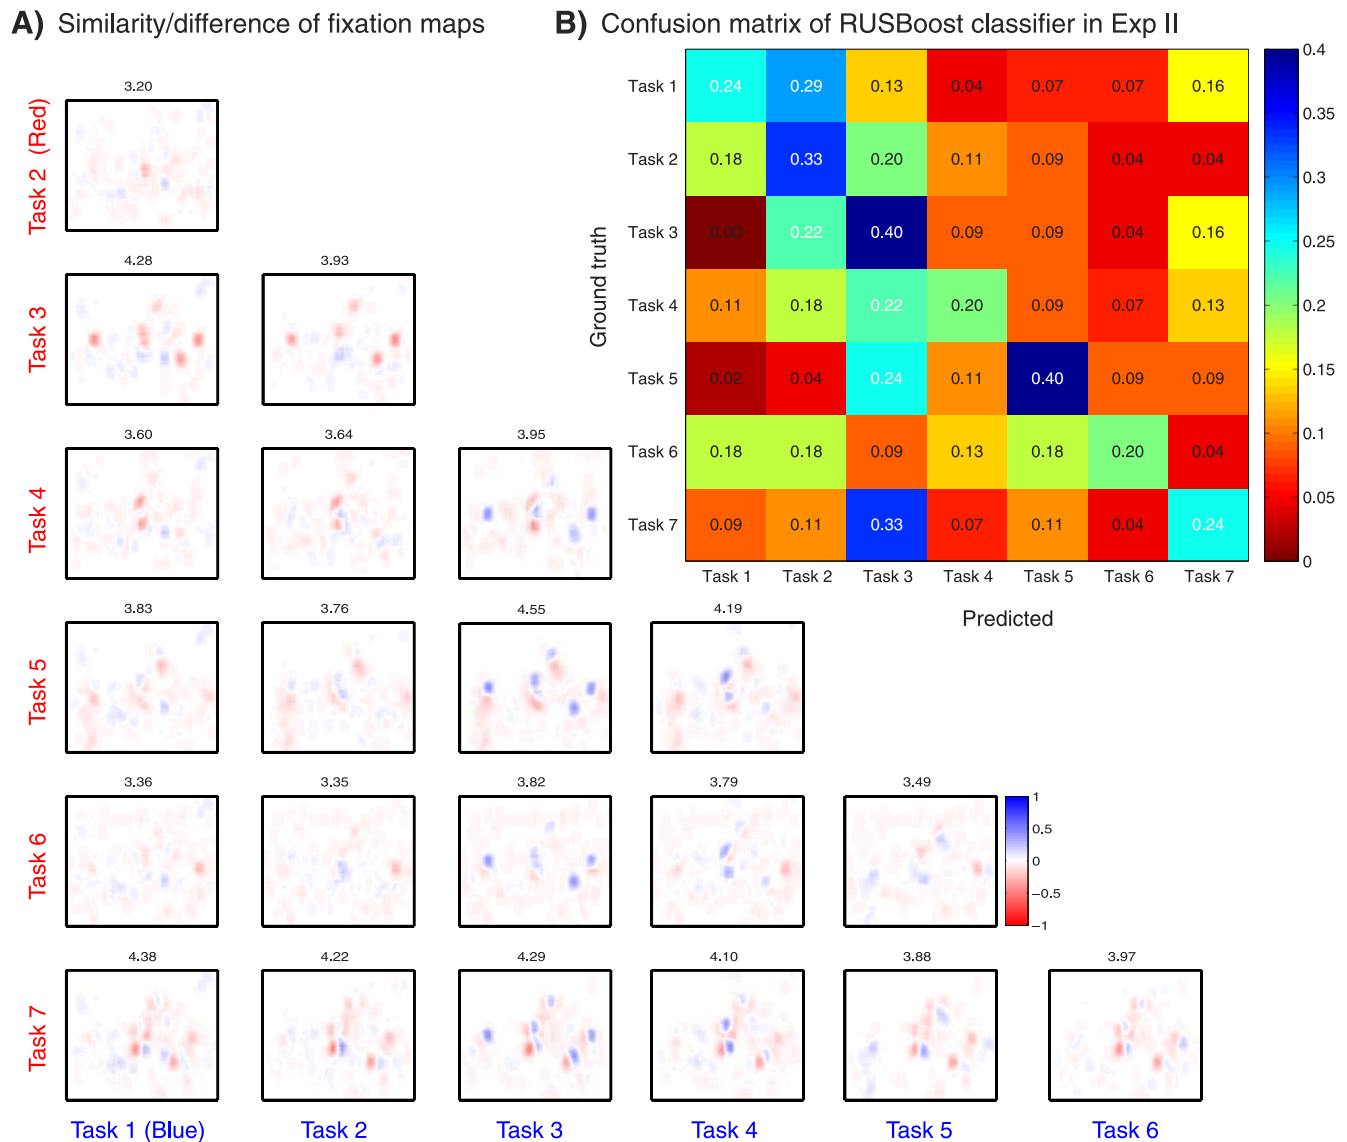 A) Similarity/difference of fixation maps
3.20
Task 2 (Red)
4.28 3.93
Task 3
3.60 3.64 3.95
Task 4
3.83 3.76 4.55 4.19
Task 5
3.36 3.35 3.82 3.79 3.49
Task 6
1
0.5
0
−0.5
−1
4.38 4.22 4.29 4.10 3.88 3.97
Task 7
Task 1 (Blue) Task 2 Task 3 Task 4 Task 5 Task 6
B) Confusion matrix of RUSBoost classifier in Exp II
Ground truth
Task 1 0.24 0.29 0.13 0.04 0.07 0.07 0.16
Task 2 0.18 0.33 0.20 0.11 0.09 0.04 0.04
Task 3 0.00 0.22 0.40 0.09 0.09 0.04 0.16
Task 4 0.11 0.18 0.22 0.20 0.09 0.07 0.13
Task 5 0.02 0.04 0.24 0.11 0.40 0.09 0.09
Task 6 0.18 0.18 0.09 0.13 0.18 0.20 0.04
Task 7 0.09 0.11 0.33 0.07 0.11 0.04 0.24
Task 1 Task 2 Task 3 Task 4 Task 5 Task 6 Task 7
Predicted
0.4
0.35
0.3
0.25
0.2
0.15
0.1
0.05
0